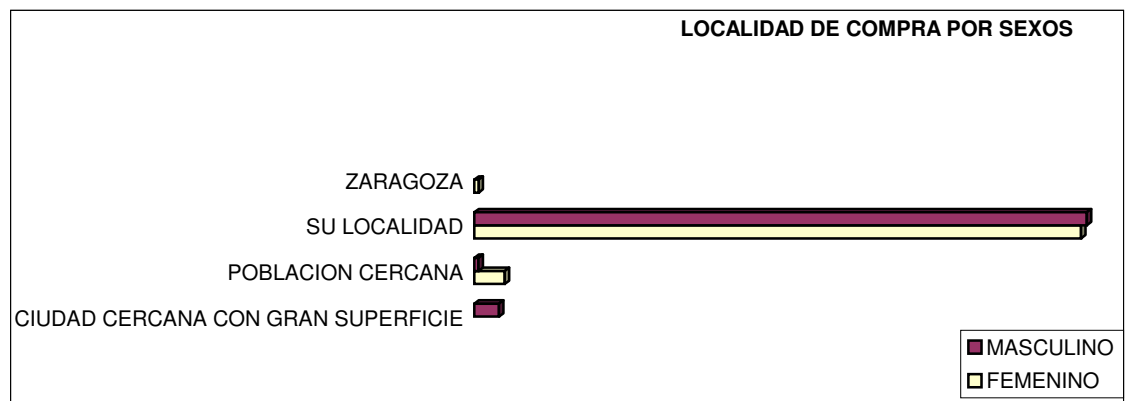 LOCALIDAD DE COMPRA POR SEXOS
ZARAGOZA
SU LOCALIDAD
POBLACION CERCANA
CIUDAD CERCANA CON GRAN SUPERFICIE
MASCULINO
FEMENINO